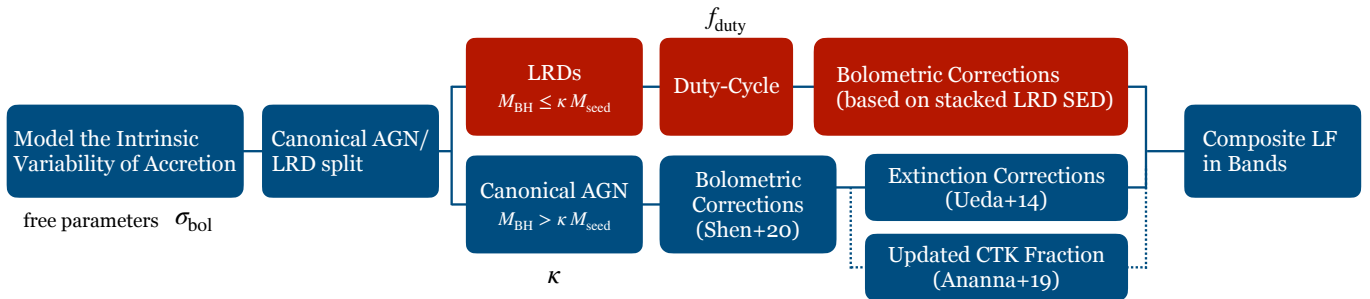 Model the Intrinsic
Variability of Accretion
free parameters σ_bol
Canonical AGN/
LRD split
LRDs
M_BH ≤ κ M_seed
f_duty
Duty-Cycle
Bolometric Corrections
(based on stacked LRD SED)
Canonical AGN
M_BH > κ M_seed
κ
Bolometric
Corrections
(Shen+20)
Extinction Corrections
(Ueda+14)
Updated CTK Fraction
(Ananna+19)
Composite LF
in Bands